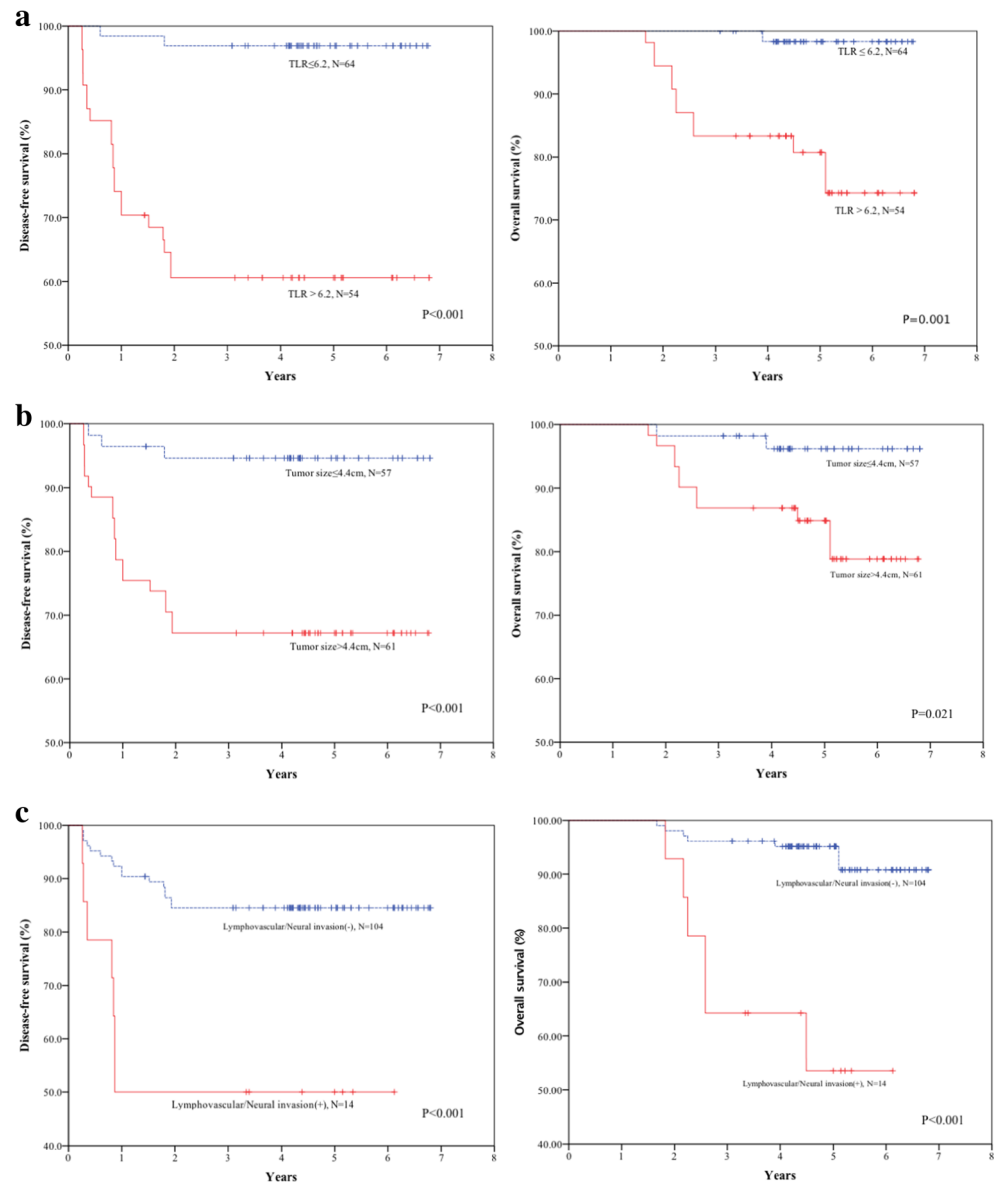 a
Disease-free survival (%)
100.0
90.0
80.0
70.0
60.0
50.0
TLR≤6.2, N=64
TLR > 6.2, N=54
P<0.001
0 1 2 3 4 5 6 7 8
Years
Overall survival (%)
100.0
90.0
80.0
70.0
60.0
50.0
TLR ≤ 6.2, N=64
TLR > 6.2, N=54
P=0.001
0 1 2 3 4 5 6 7 8
Years
b
Disease-free survival (%)
100.0
90.0
80.0
70.0
60.0
50.0
Tumor size≤4.4cm, N=57
Tumor size>4.4cm, N=61
P<0.001
0 1 2 3 4 5 6 7 8
Years
Overall survival (%)
100.0
90.0
80.0
70.0
60.0
50.0
Tumor size≤4.4cm, N=57
Tumor size>4.4cm, N=61
P=0.021
0 1 2 3 4 5 6 7 8
Years
c
Disease-free survival (%)
100.0
90.0
80.0
70.0
60.0
50.0
40.0
Lymphovascular/Neural invasion(-), N=104
Lymphovascular/Neural invasion(+), N=14
P<0.001
0 1 2 3 4 5 6 7 8
Years
Overall survival (%)
100.00
90.00
80.00
70.00
60.00
50.00
40.00
Lymphovascular/Neural invasion(-), N=104
Lymphovascular/Neural invasion(+), N=14
P<0.001
0 1 2 3 4 5 6 7 8
Years